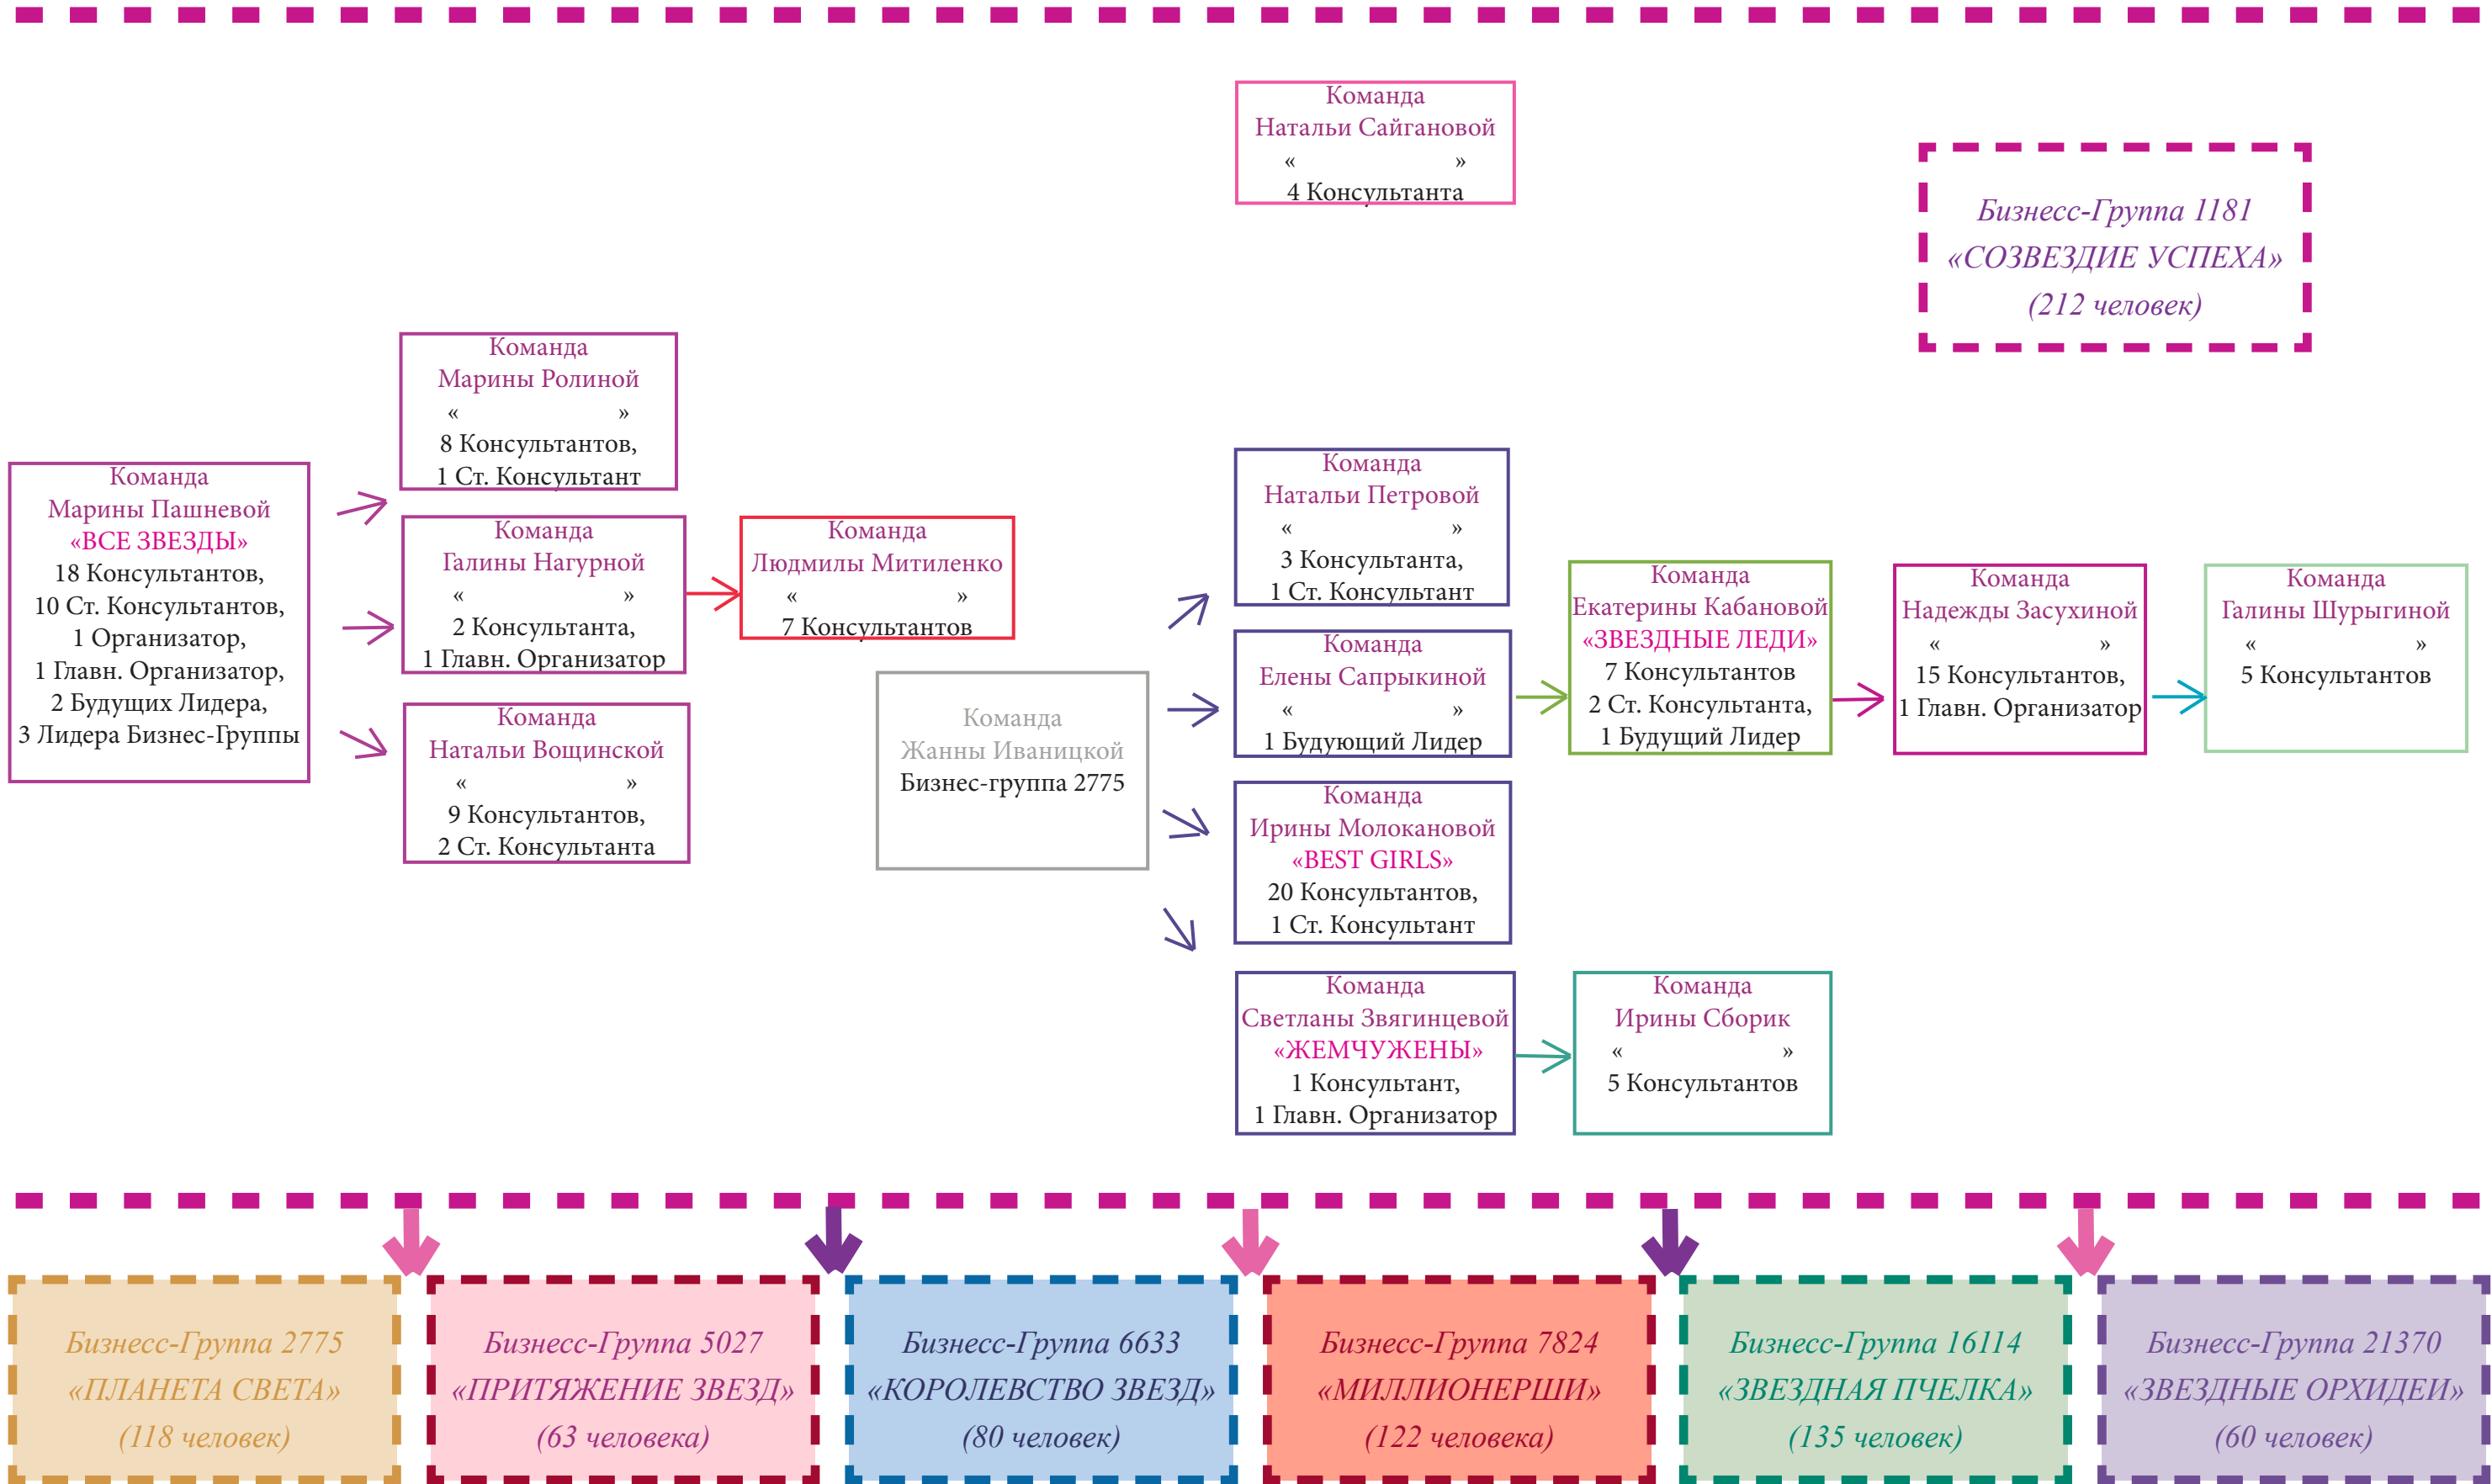 Команда
Натальи Сайгановой
« »
4 Консультанта
Бизнесс-Группа 1181
«СОЗВЕЗДИЕ УСПЕХА»
(212 человек)
Команда
Марины Ролиной
« »
8 Консультантов,
1 Ст. Консультант
Команда
Марины Пашневой
«ВСЕ ЗВЕЗДЫ»
18 Консультантов,
10 Ст. Консультантов,
1 Организатор,
1 Главн. Организатор,
2 Будущих Лидера,
3 Лидера Бизнес-Группы
Команда
Галины Нагурной
« »
2 Консультанта,
1 Главн. Организатор
Команда
Людмилы Митиленко
« »
7 Консультантов
Команда
Натальи Вощинской
« »
9 Консультантов,
2 Ст. Консультанта
Команда
Жанны Иваницкой
Бизнес-группа 2775
Команда
Натальи Петровой
« »
3 Консультанта,
1 Ст. Консультант
Команда
Елены Сапрыкиной
« »
1 Будующий Лидер
Команда
Екатерины Кабановой
«ЗВЕЗДНЫЕ ЛЕДИ»
7 Консультантов
2 Ст. Консультанта,
1 Будущий Лидер
Команда
Надежды Засухиной
« »
15 Консультантов,
1 Главн. Организатор
Команда
Галины Шурыгиной
« »
5 Консультантов
Команда
Ирины Молокановой
«BEST GIRLS»
20 Консультантов,
1 Ст. Консультант
Команда
Светланы Звягинцевой
«ЖЕМЧУЖЕНЫ»
1 Консультант,
1 Главн. Организатор
Команда
Ирины Сборик
« »
5 Консультантов
Бизнесс-Группа 2775
«ПЛАНЕТА СВЕТА»
(118 человек)
Бизнесс-Группа 5027
«ПРИТЯЖЕНИЕ ЗВЕЗД»
(63 человека)
Бизнесс-Группа 6633
«КОРОЛЕВСТВО ЗВЕЗД»
(80 человек)
Бизнесс-Группа 7824
«МИЛЛИОНЕРШИ»
(122 человека)
Бизнесс-Группа 16114
«ЗВЕЗДНАЯ ПЧЕЛКА»
(135 человек)
Бизнесс-Группа 21370
«ЗВЕЗДНЫЕ ОРХИДЕИ»
(60 человек)